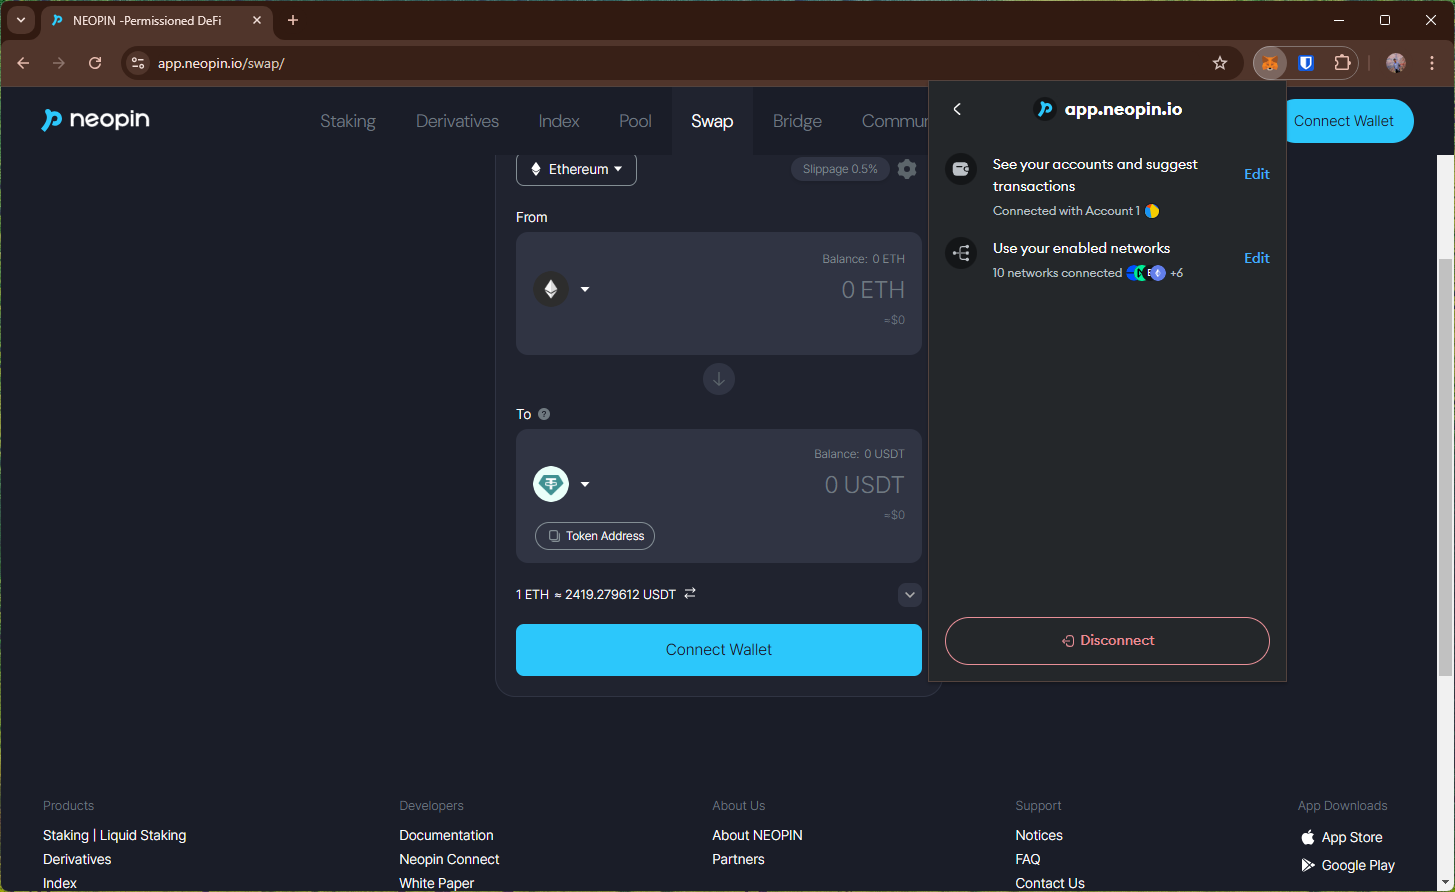 NEOPIN -Permissioned DeFi
app.neopin.io/swap/
neopin
Staking
Derivatives
Index
Pool
Swap
Bridge
Commun
Connect Wallet
Ethereum
Slippage 0.5%
From
Balance: 0 ETH
0 ETH
≈$0
To
?
Balance: 0 USDT
0 USDT
≈$0
Token Address
1 ETH ≈ 2419.279612 USDT
Connect Wallet
app.neopin.io
See your accounts and suggest
transactions
Edit
Connected with Account 1
Use your enabled networks
Edit
10 networks connected
+6
Disconnect
Products
Staking | Liquid Staking
Derivatives
Index
Developers
Documentation
Neopin Connect
White Paper
About Us
About NEOPIN
Partners
Support
Notices
FAQ
Contact Us
App Downloads
App Store
Google Play